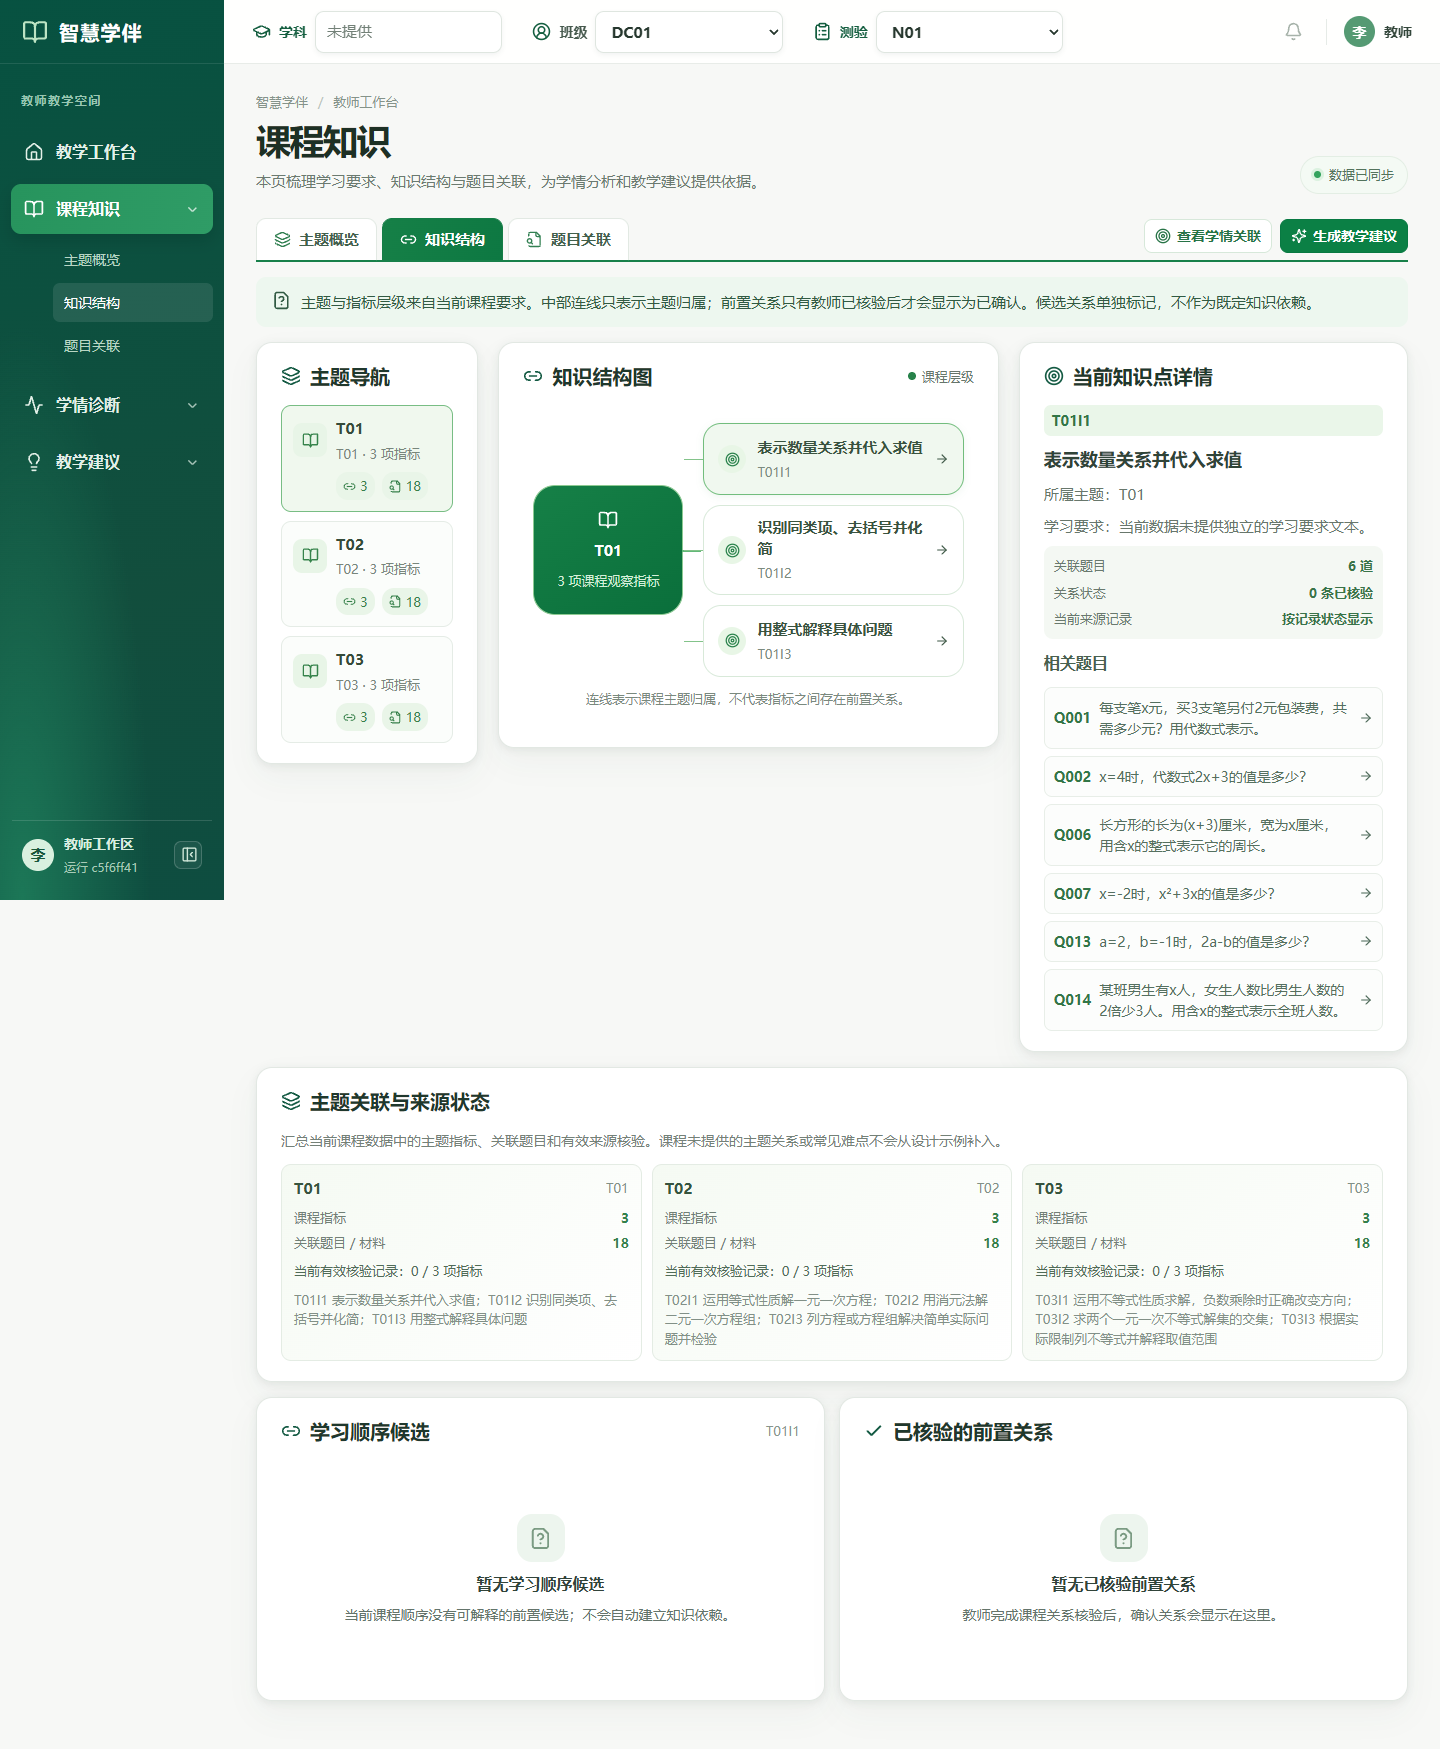 智慧学伴
学科 未提供 班级 DC01 测验 N01 李 教师
教师教学空间
教学工作台
课程知识
主题概览
知识结构
题目关联
学情诊断
教学建议
李 教师工作区
运行 c5f6ff41
智慧学伴 / 教师工作台
课程知识
本页梳理学习要求、知识结构与题目关联，为学情分析和教学建议提供依据。
数据已同步
主题概览 知识结构 题目关联 查看学情关联 生成教学建议
主题与指标层级来自当前课程要求。中部连线只表示主题归属；前置关系只有教师已核验后才会显示为已确认。候选关系单独标记，不作为既定知识依赖。
主题导航
T01
T01 · 3 项指标
3 18
T02
T02 · 3 项指标
3 18
T03
T03 · 3 项指标
3 18
知识结构图 课程层级
T01
3 项课程观察指标
表示数量关系并代入求值
T01I1
识别同类项、去括号并化
简
T01I2
用整式解释具体问题
T01I3
连线表示课程主题归属，不代表指标之间存在前置关系。
当前知识点详情
T01I1
表示数量关系并代入求值
所属主题：T01
学习要求：当前数据未提供独立的学习要求文本。
关联题目 6 道
关系状态 0 条已核验
当前来源记录 按记录状态显示
相关题目
Q001 每支笔x元，买3支笔另付2元包装费，共
需多少元？用代数式表示。
Q002 x=4时，代数式2x+3的值是多少？
Q006 长方形的长为(x+3)厘米，宽为x厘米，
用含x的整式表示它的周长。
Q007 x=-2时，x²+3x的值是多少？
Q013 a=2，b=-1时，2a-b的值是多少？
Q014 某班男生有x人，女生人数比男生人数的
2倍少3人。用含x的整式表示全班人数。
主题关联与来源状态
汇总当前课程数据中的主题指标、关联题目和有效来源核验。课程未提供的主题关系或常见难点不会从设计示例补入。
T01 T01
课程指标 3
关联题目 / 材料 18
当前有效核验记录：0 / 3 项指标
T01I1 表示数量关系并代入求值；T01I2 识别同类项、去
括号并化简；T01I3 用整式解释具体问题
T02 T02
课程指标 3
关联题目 / 材料 18
当前有效核验记录：0 / 3 项指标
T02I1 运用等式性质解一元一次方程；T02I2 用消元法解
二元一次方程组；T02I3 列方程或方程组解决简单实际问
题并检验
T03 T03
课程指标 3
关联题目 / 材料 18
当前有效核验记录：0 / 3 项指标
T03I1 运用不等式性质求解，负数乘除时正确改变方向；
T03I2 求两个一元一次不等式解集的交集；T03I3 根据实
际限制列不等式并解释取值范围
学习顺序候选 T01I1
暂无学习顺序候选
当前课程顺序没有可解释的前置候选；不会自动建立知识依赖。
已核验的前置关系
暂无已核验前置关系
教师完成课程关系核验后，确认关系会显示在这里。